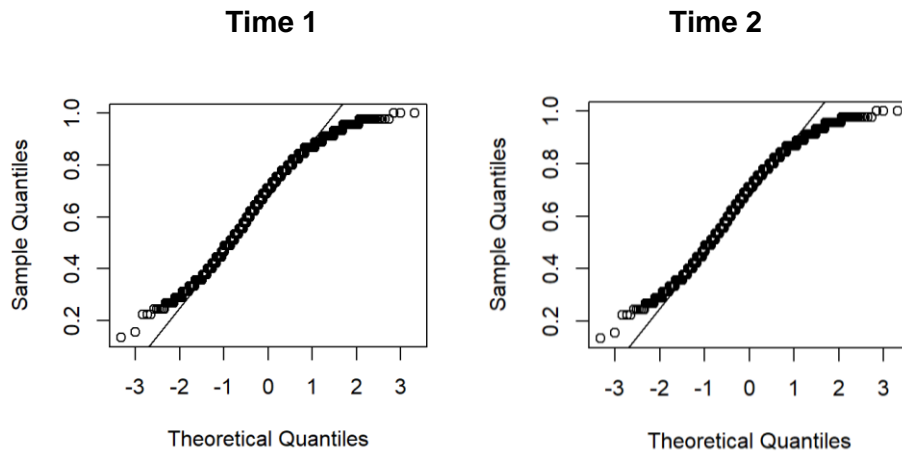 Time 1
Time 2
Sample Quantiles
0.2 0.4 0.6 0.8 1.0
-3 -2 -1 0 1 2 3
Theoretical Quantiles
Sample Quantiles
0.2 0.4 0.6 0.8 1.0
-3 -2 -1 0 1 2 3
Theoretical Quantiles